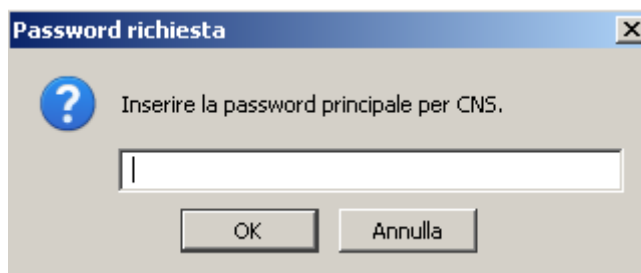 Password richiesta
Inserire la password principale per CNS.
OK
Annulla